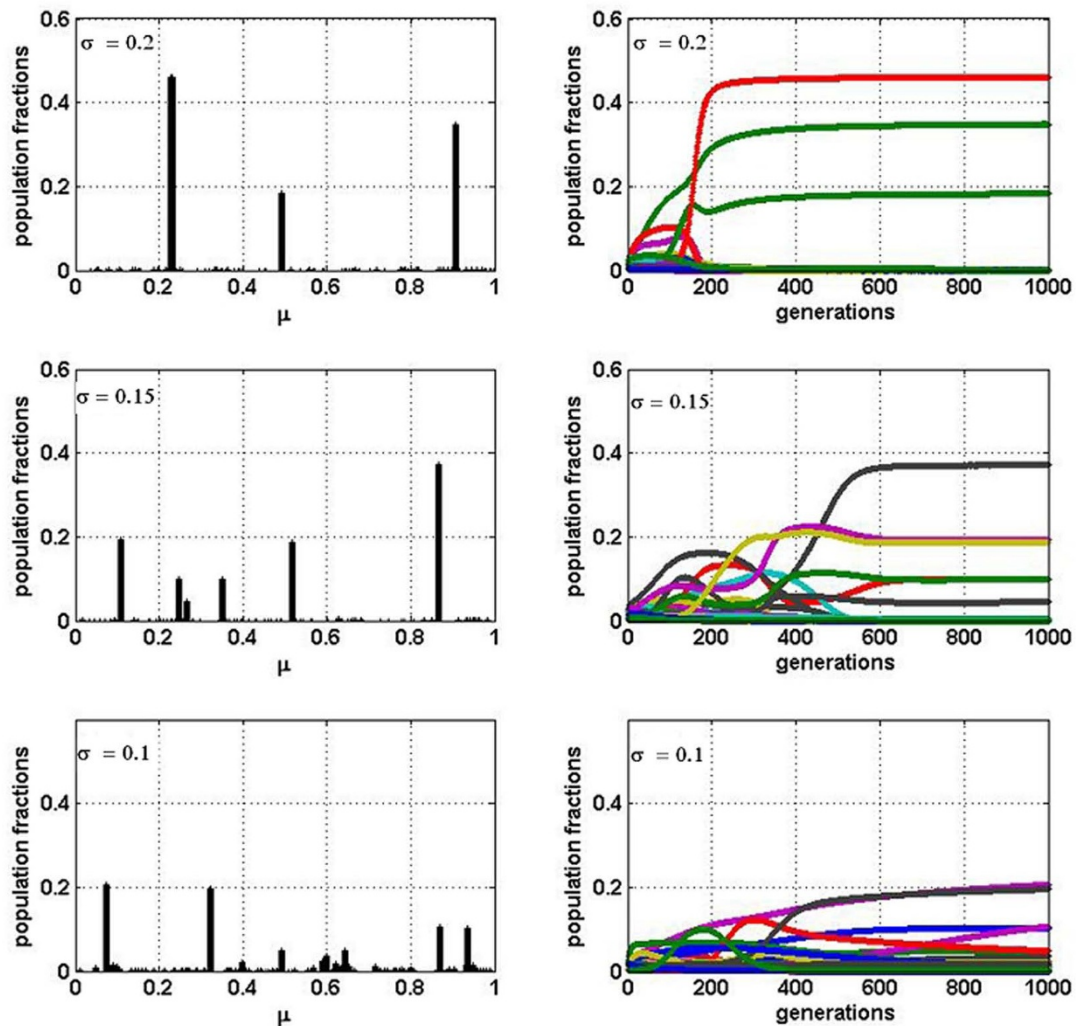 0.6
σ = 0.2
0.4
0.2
0
population fractions
0 0.2 0.4 0.6 0.8 1
μ
0.6
σ = 0.2
0.4
0.2
0
population fractions
0 200 400 600 800 1000
generations
0.6
σ = 0.15
0.4
0.2
0
population fractions
0 0.2 0.4 0.6 0.8 1
μ
0.6
σ = 0.15
0.4
0.2
0
population fractions
0 200 400 600 800 1000
generations
σ = 0.1
0.4
0.2
0
population fractions
0 0.2 0.4 0.6 0.8 1
μ
σ = 0.1
0.4
0.2
0
population fractions
0 200 400 600 800 1000
generations